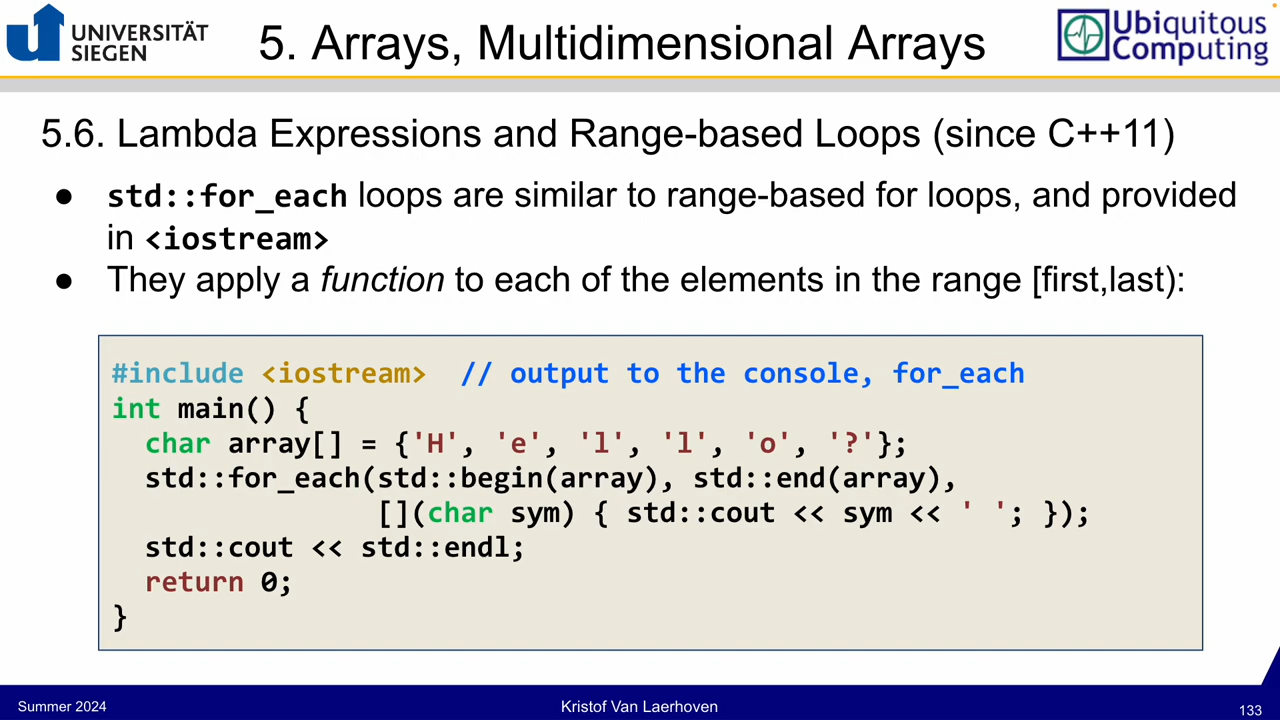 UNIVERSITÄT
SIEGEN
5. Arrays, Multidimensional Arrays
Ubiquitous
Computing
5.6. Lambda Expressions and Range-based Loops (since C++11)
● std::for_each loops are similar to range-based for loops, and provided
in <iostream>
● They apply a function to each of the elements in the range [first,last):
#include <iostream>  // output to the console, for_each
int main() {
  char array[] = {'H', 'e', 'l', 'l', 'o', '?'};
  std::for_each(std::begin(array), std::end(array),
                [](char sym) { std::cout << sym << ' '; });
  std::cout << std::endl;
  return 0;
}
Summer 2024
Kristof Van Laerhoven
133